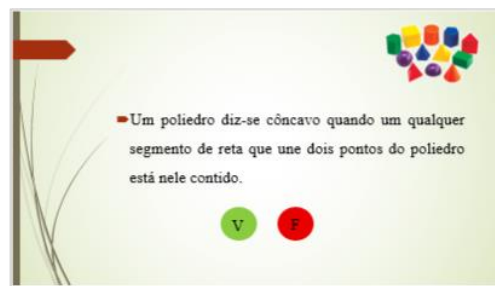 Um poliedro diz-se côncavo quando um qualquer
segmento de reta que une dois pontos do poliedro
está nele contido.
V F